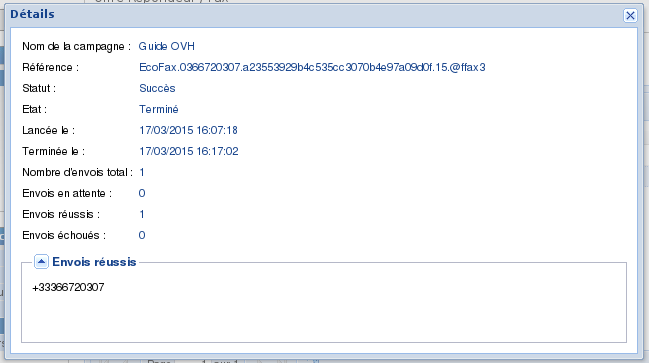 Détails
Nom de la campagne : Guide OVH
Référence : EcoFax.0366720307.a23553929b4c535cc3070b4e97a09d0f.15.@ffax3
Statut : Succès
Etat : Terminé
Lancée le : 17/03/2015 16:07:18
Terminée le : 17/03/2015 16:17:02
Nombre d'envois total : 1
Envois en attente : 0
Envois réussis : 1
Envois échoués : 0
Envois réussis
+33366720307